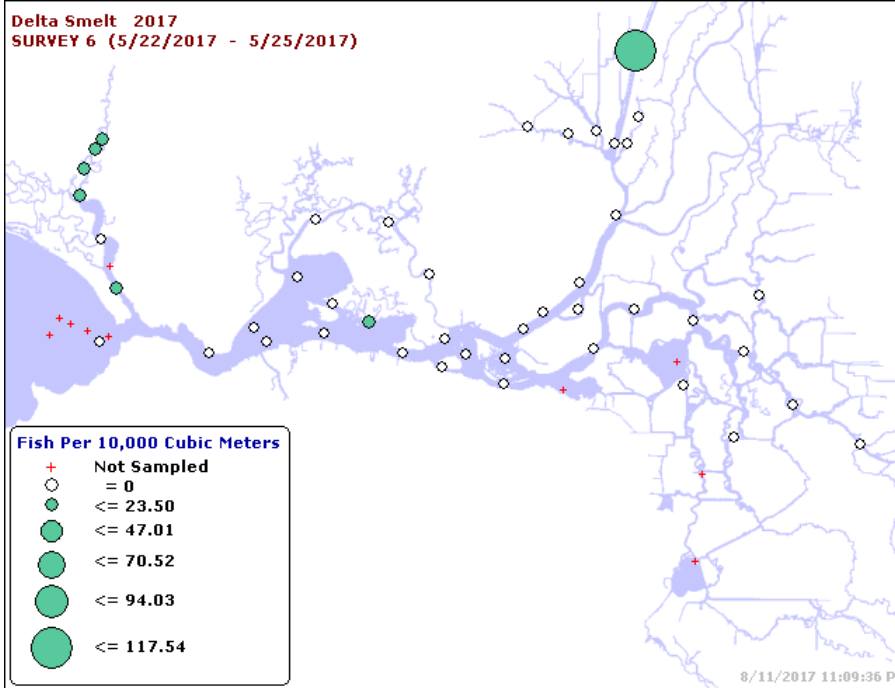 Delta Smelt 2017
SURVEY 6 (5/22/2017 - 5/25/2017)
Fish Per 10,000 Cubic Meters
Not Sampled
= 0
<= 23.50
<= 47.01
<= 70.52
<= 94.03
<= 117.54
8/11/2017 11:09:36 P